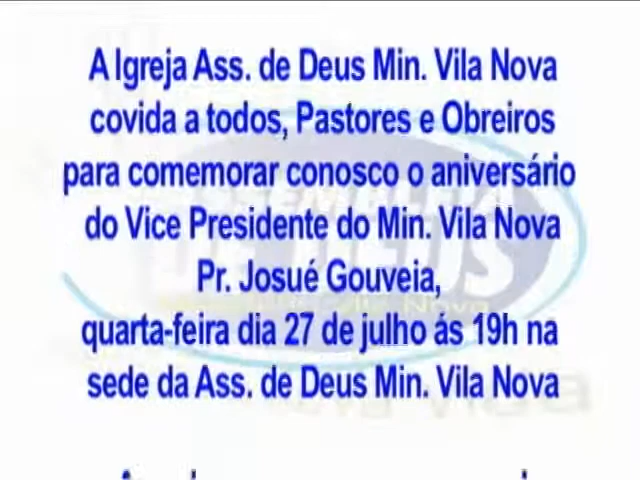 A Igreja Ass. de Deus Min. Vila Nova
covida a todos, Pastores e Obreiros
para comemorar conosco o aniversário
do Vice Presidente do Min. Vila Nova
Pr. Josué Gouveia,
quarta-feira dia 27 de julho ás 19h na
sede da Ass. de Deus Min. Vila Nova